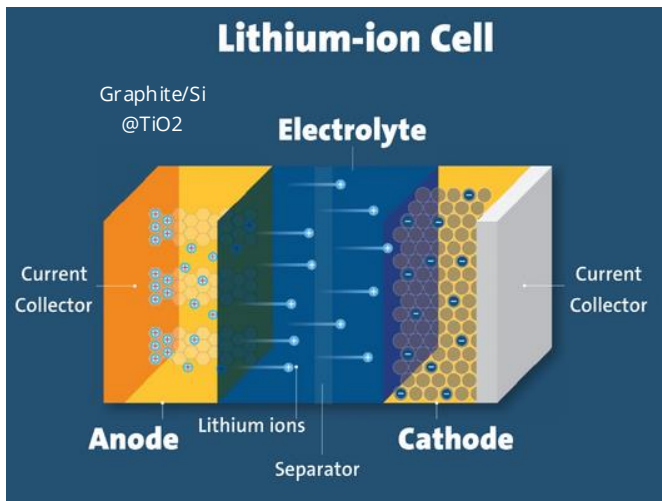 Lithium-ion Cell
Graphite/Si
@TiO2
Electrolyte
Current
Collector
Current
Collector
Anode
Lithium ions
Cathode
Separator